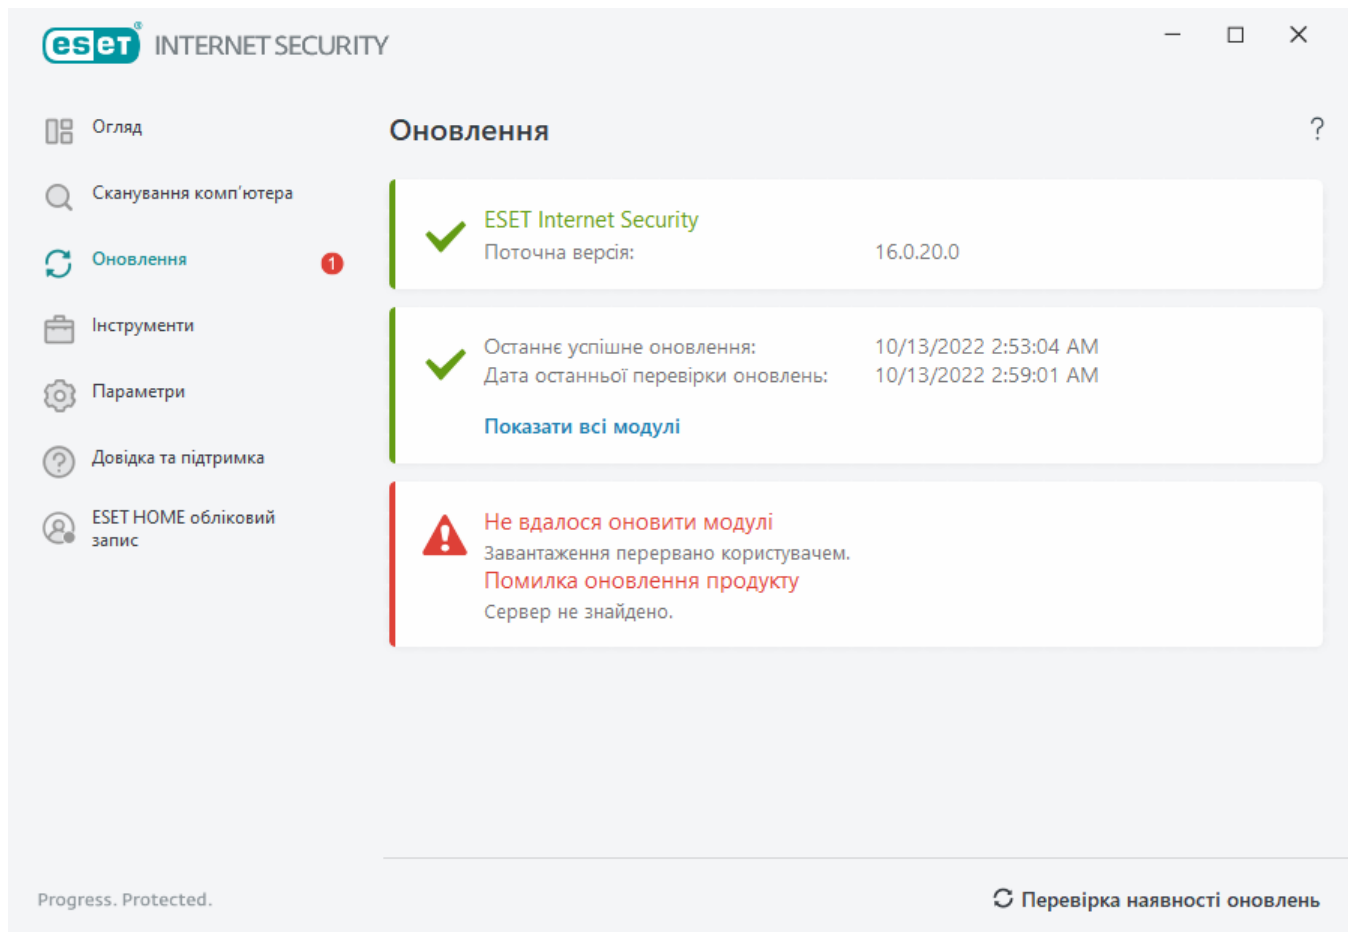 eset® INTERNET SECURITY
Огляд
Сканування комп'ютера
Оновлення
1
Інструменти
Параметри
Довідка та підтримка
ESET HOME обліковий
запис
Оновлення
?
ESET Internet Security
Поточна версія: 16.0.20.0
Останнє успішне оновлення: 10/13/2022 2:53:04 AM
Дата останньої перевірки оновлень: 10/13/2022 2:59:01 AM
Показати всі модулі
Не вдалося оновити модулі
Завантаження перервано користувачем.
Помилка оновлення продукту
Сервер не знайдено.
Progress. Protected.
Перевірка наявності оновлень